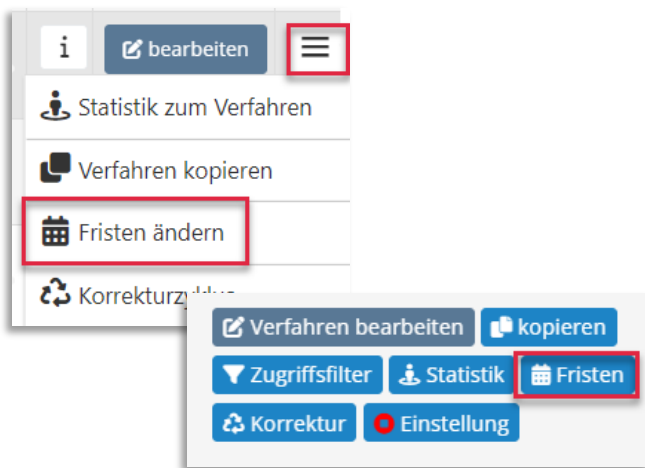 i bearbeiten
Statistik zum Verfahren
Verfahren kopieren
Fristen ändern
Verfahren bearbeiten kopieren
Zugriffsfilter Statistik Fristen
Korrektur Einstellung